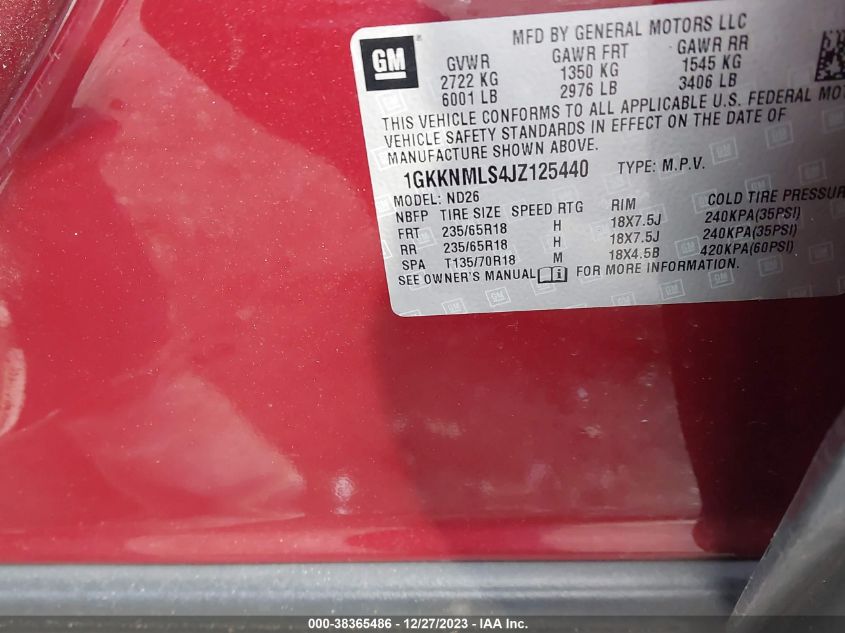 MFD BY GENERAL MOTORS LLC
GM GVWR GAWR FRT GAWR RR
2722 KG 1350 KG 1545 KG
6001 LB 2976 LB 3406 LB
THIS VEHICLE CONFORMS TO ALL APPLICABLE U.S. FEDERAL MOT
VEHICLE SAFETY STANDARDS IN EFFECT ON THE DATE OF
MANUFACTURE SHOWN ABOVE.
1GKKNMLS4JZ125440 TYPE: M.P.V.
MODEL: ND26
NBFP TIRE SIZE SPEED RTG RIM COLD TIRE PRESSUR
FRT 235/65R18 H 18X7.5J 240KPA(35PSI)
RR 235/65R18 H 18X7.5J 240KPA(35PSI)
SPA T135/70R18 M 18X4.5B 420KPA(60PSI)
SEE OWNER'S MANUAL FOR MORE INFORMATION.
000-38365486 - 12/27/2023 - IAA Inc.